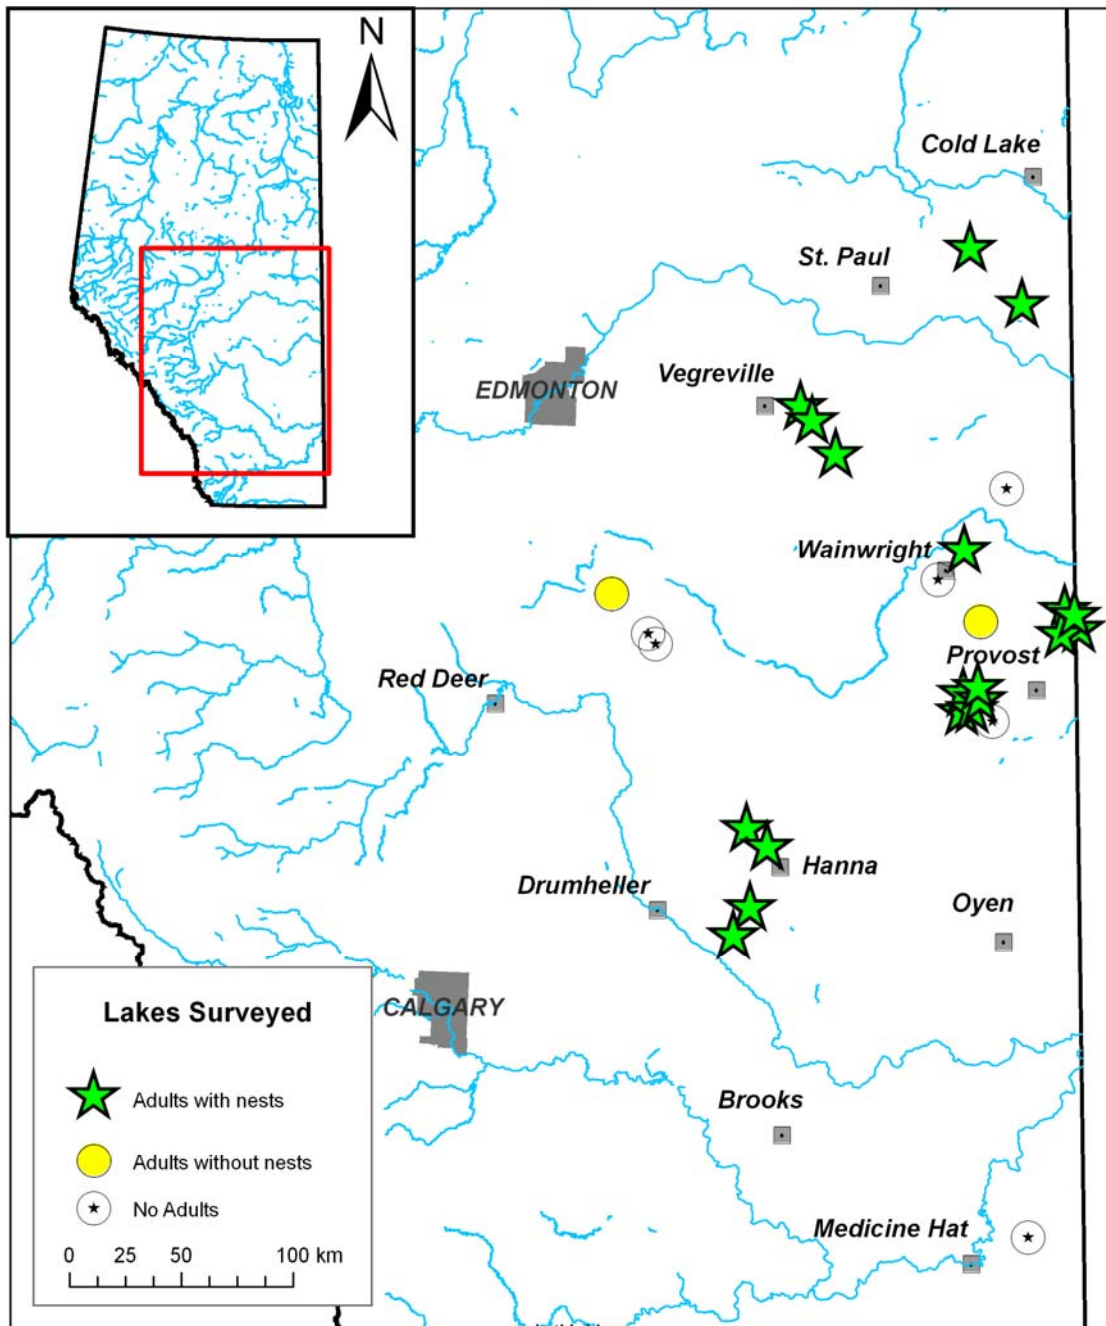 N
Cold Lake
St. Paul
Vegreville
EDMONTON
Wainwright
Provost
Red Deer
Hanna
Drumheller
Oyen
CALGARY
Brooks
Medicine Hat
Lakes Surveyed
Adults with nests
Adults without nests
No Adults
0 25 50 100 km